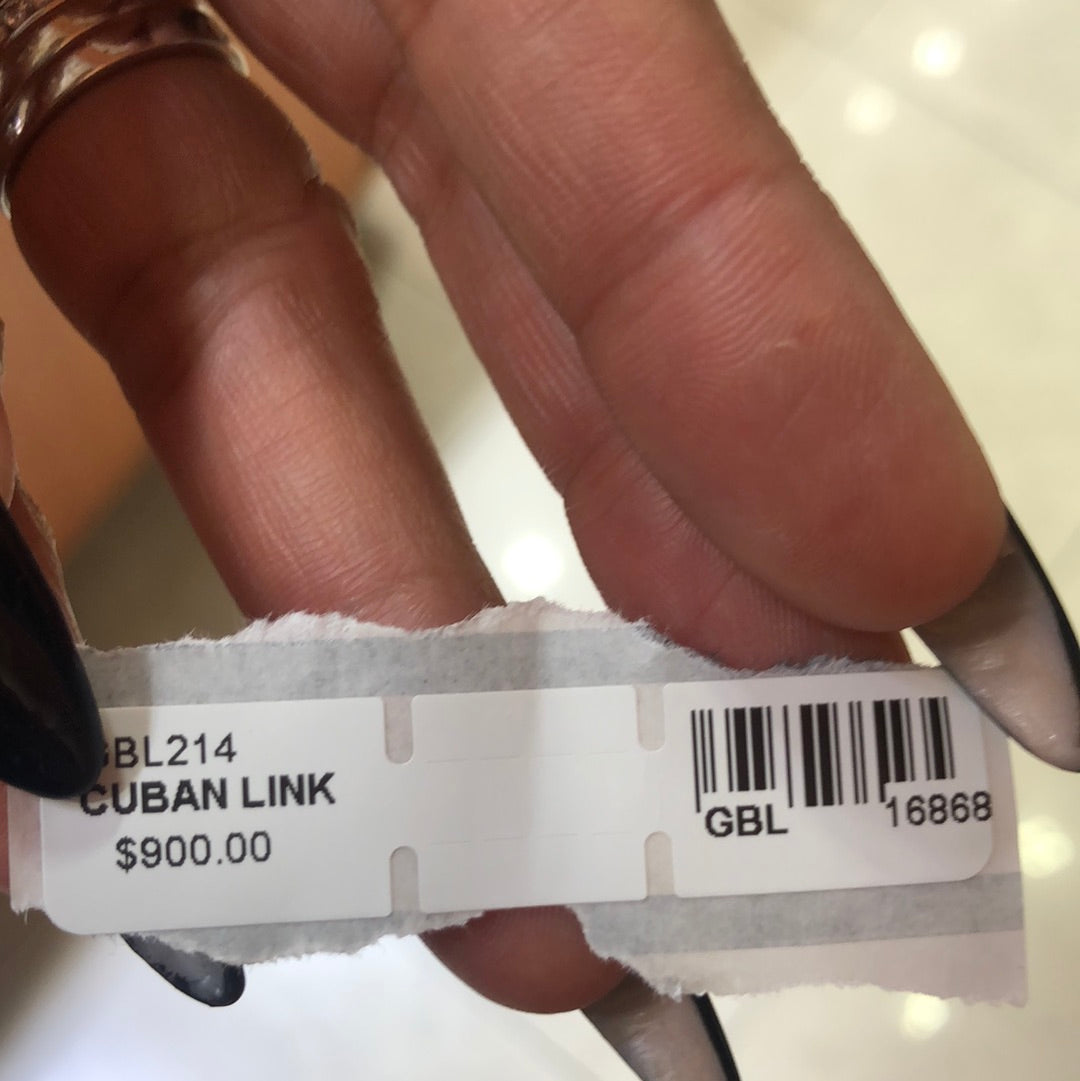 GBL214
CUBAN LINK
$900.00
GBL 16868